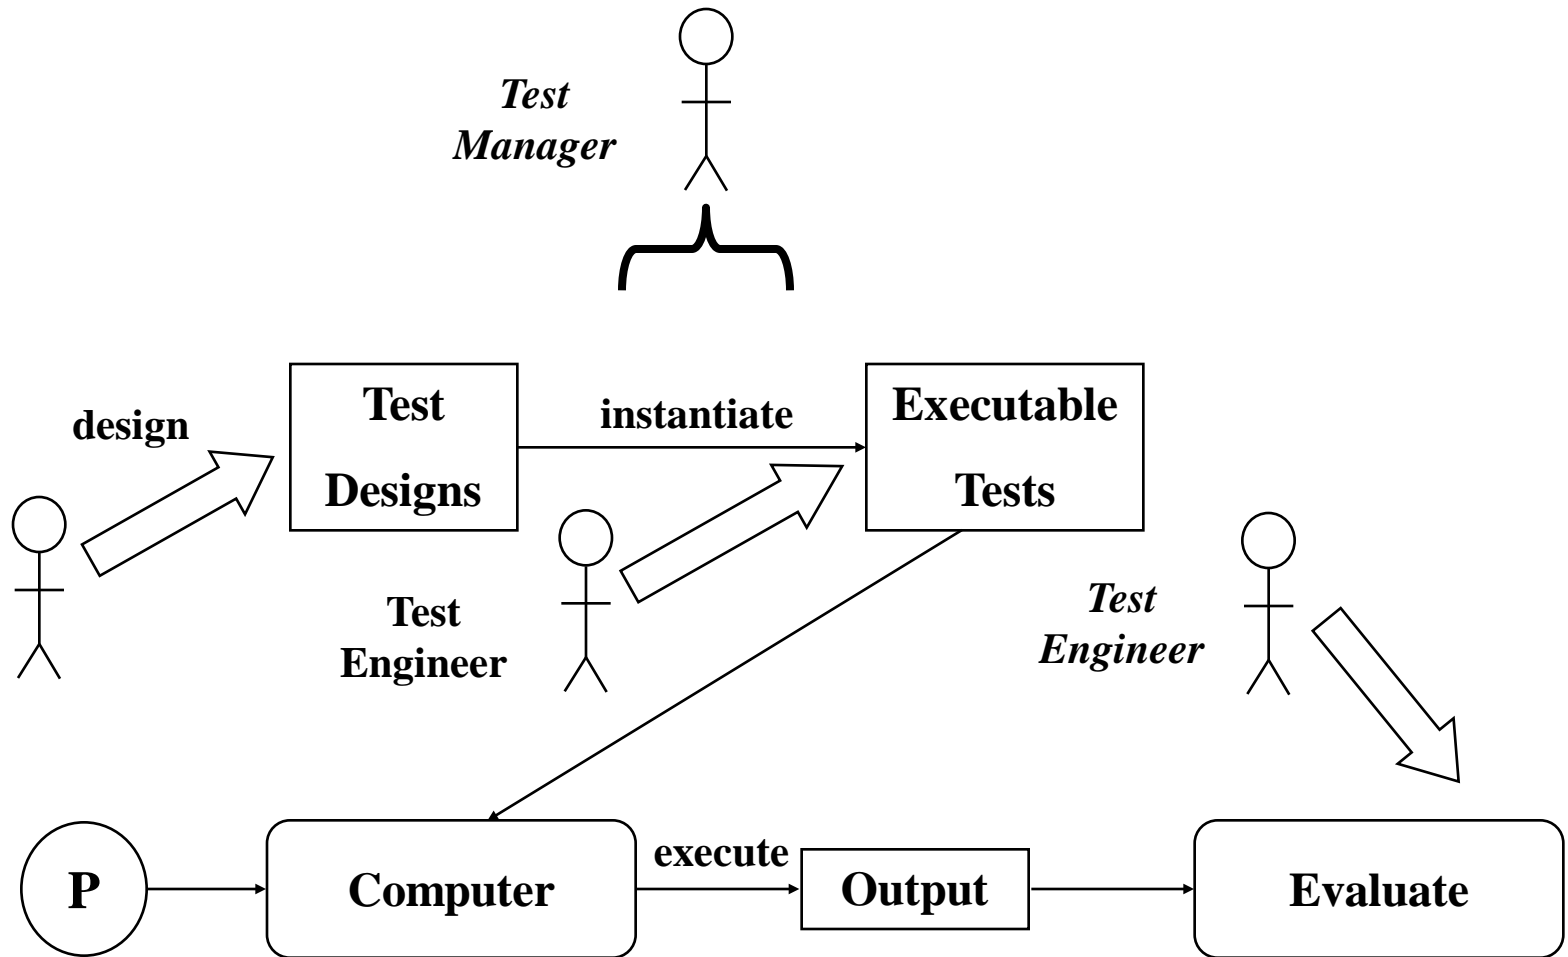 Test
Manager
design
Test
Designs
instantiate
Executable
Tests
Test
Engineer
Test
Engineer
P
Computer
execute
Output
Evaluate